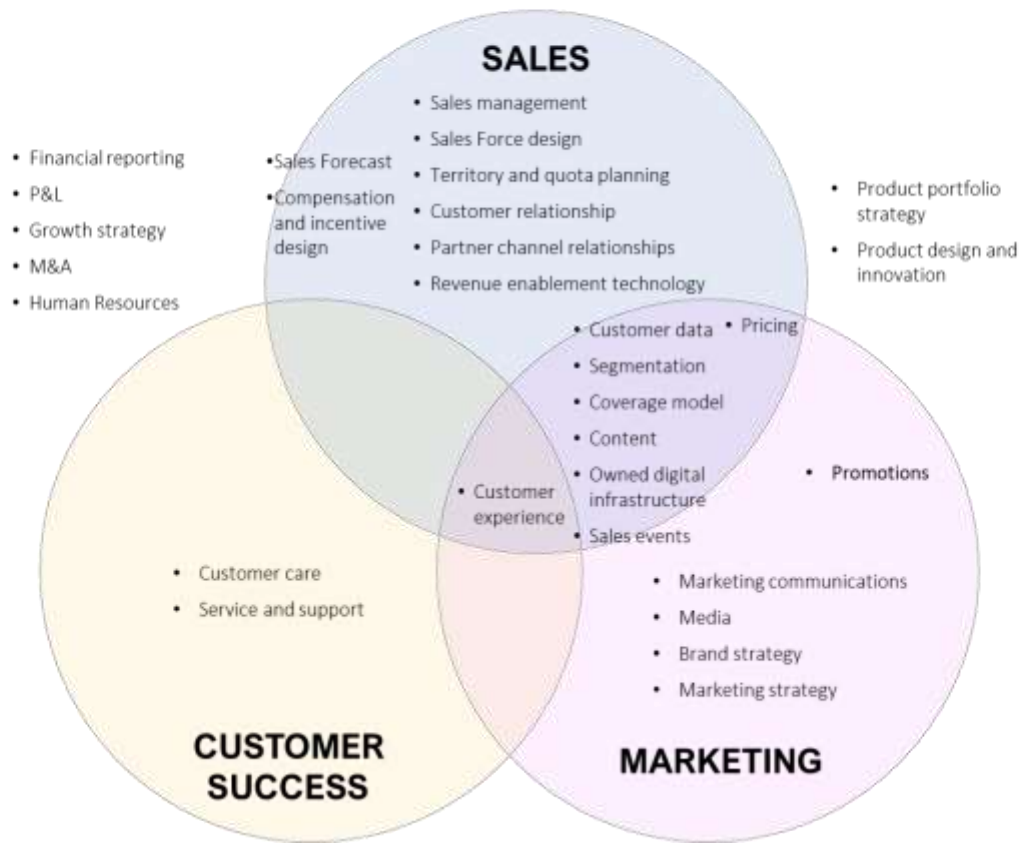 SALES
• Sales management
• Sales Force design
• Territory and quota planning
• Customer relationship
• Partner channel relationships
• Revenue enablement technology
• Financial reporting
• P&L
• Growth strategy
• M&A
• Human Resources
•Sales Forecast
•Compensation
and incentive
design
• Product portfolio
strategy
• Product design and
innovation
• Customer data
• Segmentation
• Coverage model
• Content
• Owned digital
infrastructure
• Sales events
• Pricing
• Promotions
• Customer
experience
• Customer care
• Service and support
• Marketing communications
• Media
• Brand strategy
• Marketing strategy
CUSTOMER
SUCCESS
MARKETING